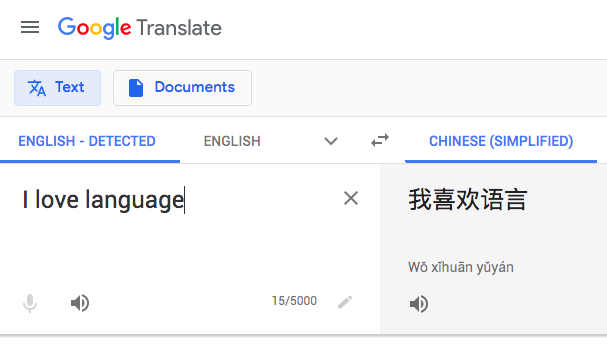 Google Translate
Text Documents
ENGLISH - DETECTED ENGLISH CHINESE (SIMPLIFIED)
I love language 我喜欢语言
Wǒ xǐhuān yǔyán
15/5000